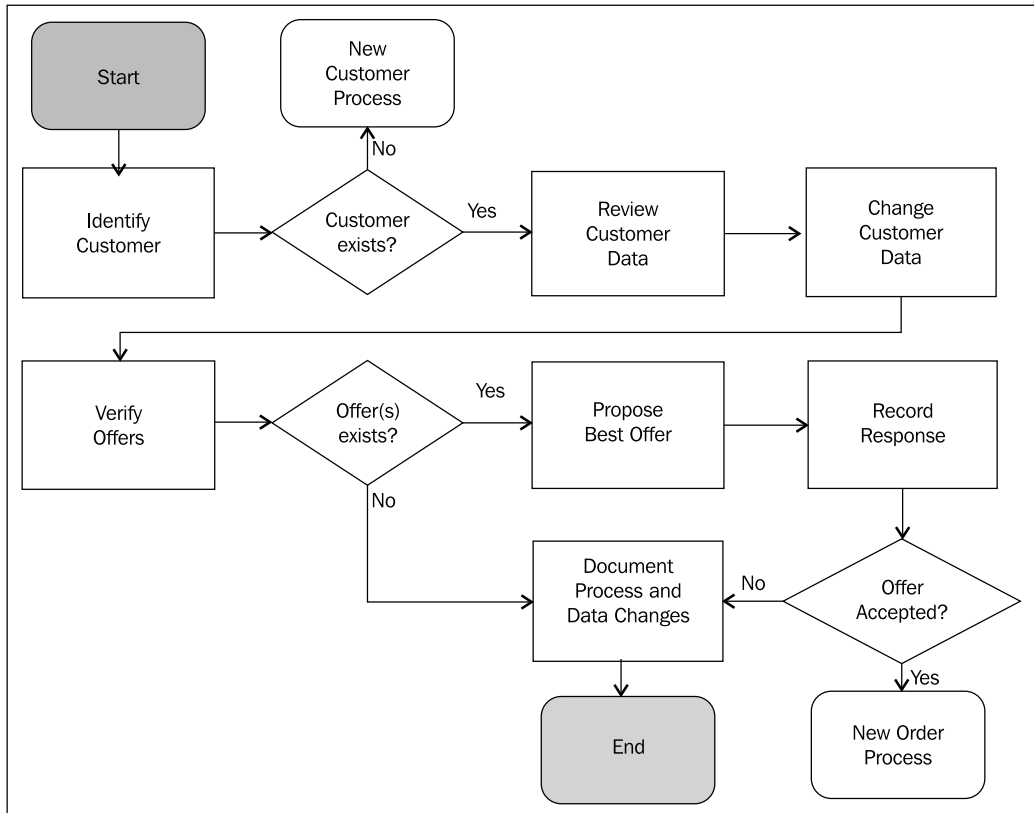 Start
New
Customer
Process
No
Identify
Customer
Customer
exists?
Yes
Review
Customer
Data
Change
Customer
Data
Verify
Offers
Offer(s)
exists?
Yes
Propose
Best Offer
Record
Response
No
Document
Process and
Data Changes
No
Offer
Accepted?
Yes
End
New Order
Process